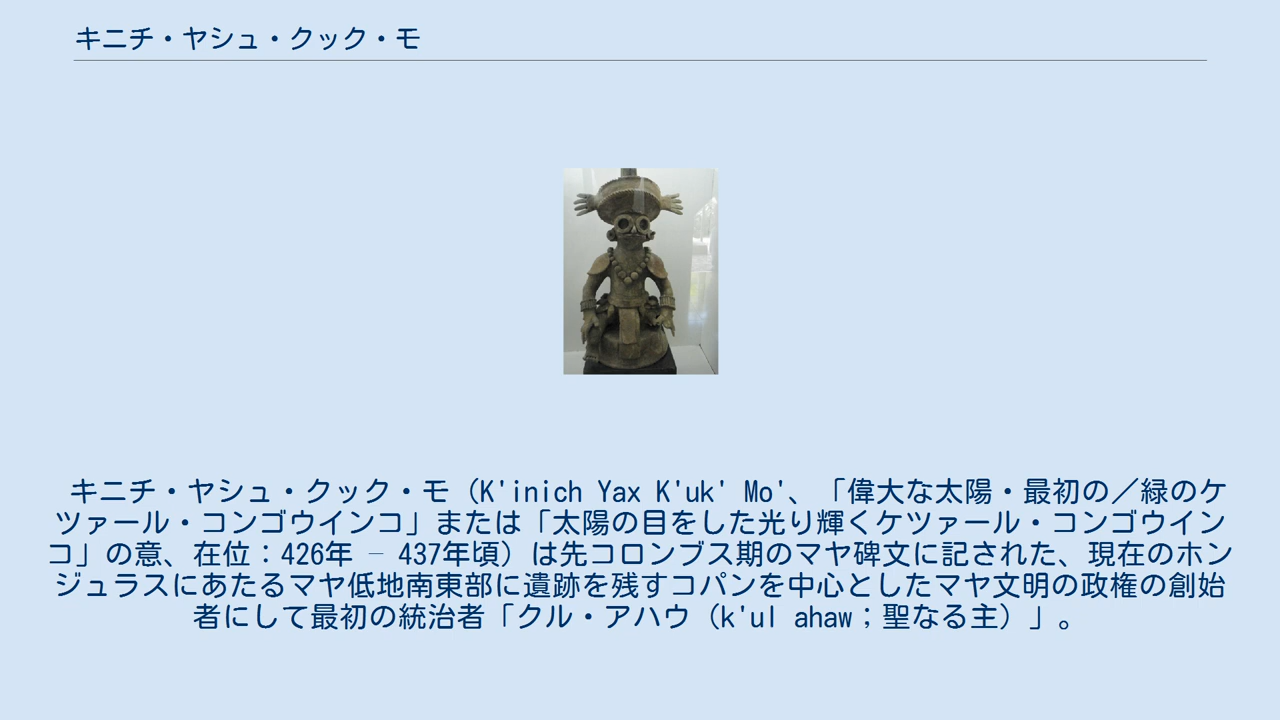 キニチ・ヤシュ・クック・モ
キニチ・ヤシュ・クック・モ（K'inich Yax K'uk' Mo'、「偉大な太陽・最初の／緑のケ
ツァール・コンゴウインコ」または「太陽の目をした光り輝くケツァール・コンゴウイン
コ」の意、在位：426年 – 437年頃）は先コロンブス期のマヤ碑文に記された、現在のホン
ジュラスにあたるマヤ低地南東部に遺跡を残すコパンを中心としたマヤ文明の政権の創始
者にして最初の統治者「クル・アハウ（k'ul ahaw；聖なる主）」。